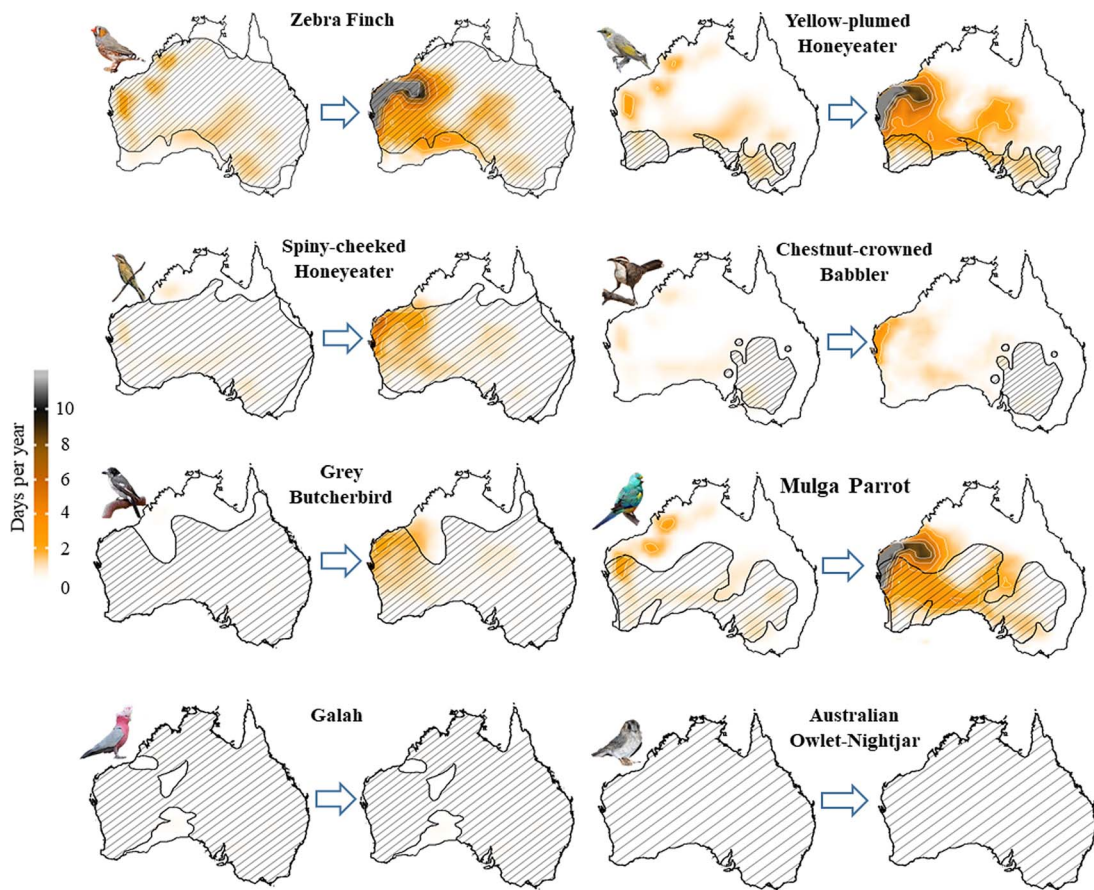 Zebra Finch
Yellow-plumed
Honeyeater
Spiny-cheeked
Honeyeater
Chestnut-crowned
Babbler
Days per year
10
8
6
4
2
0
Grey
Butcherbird
Mulga Parrot
Galah
Australian
Owlet-Nightjar